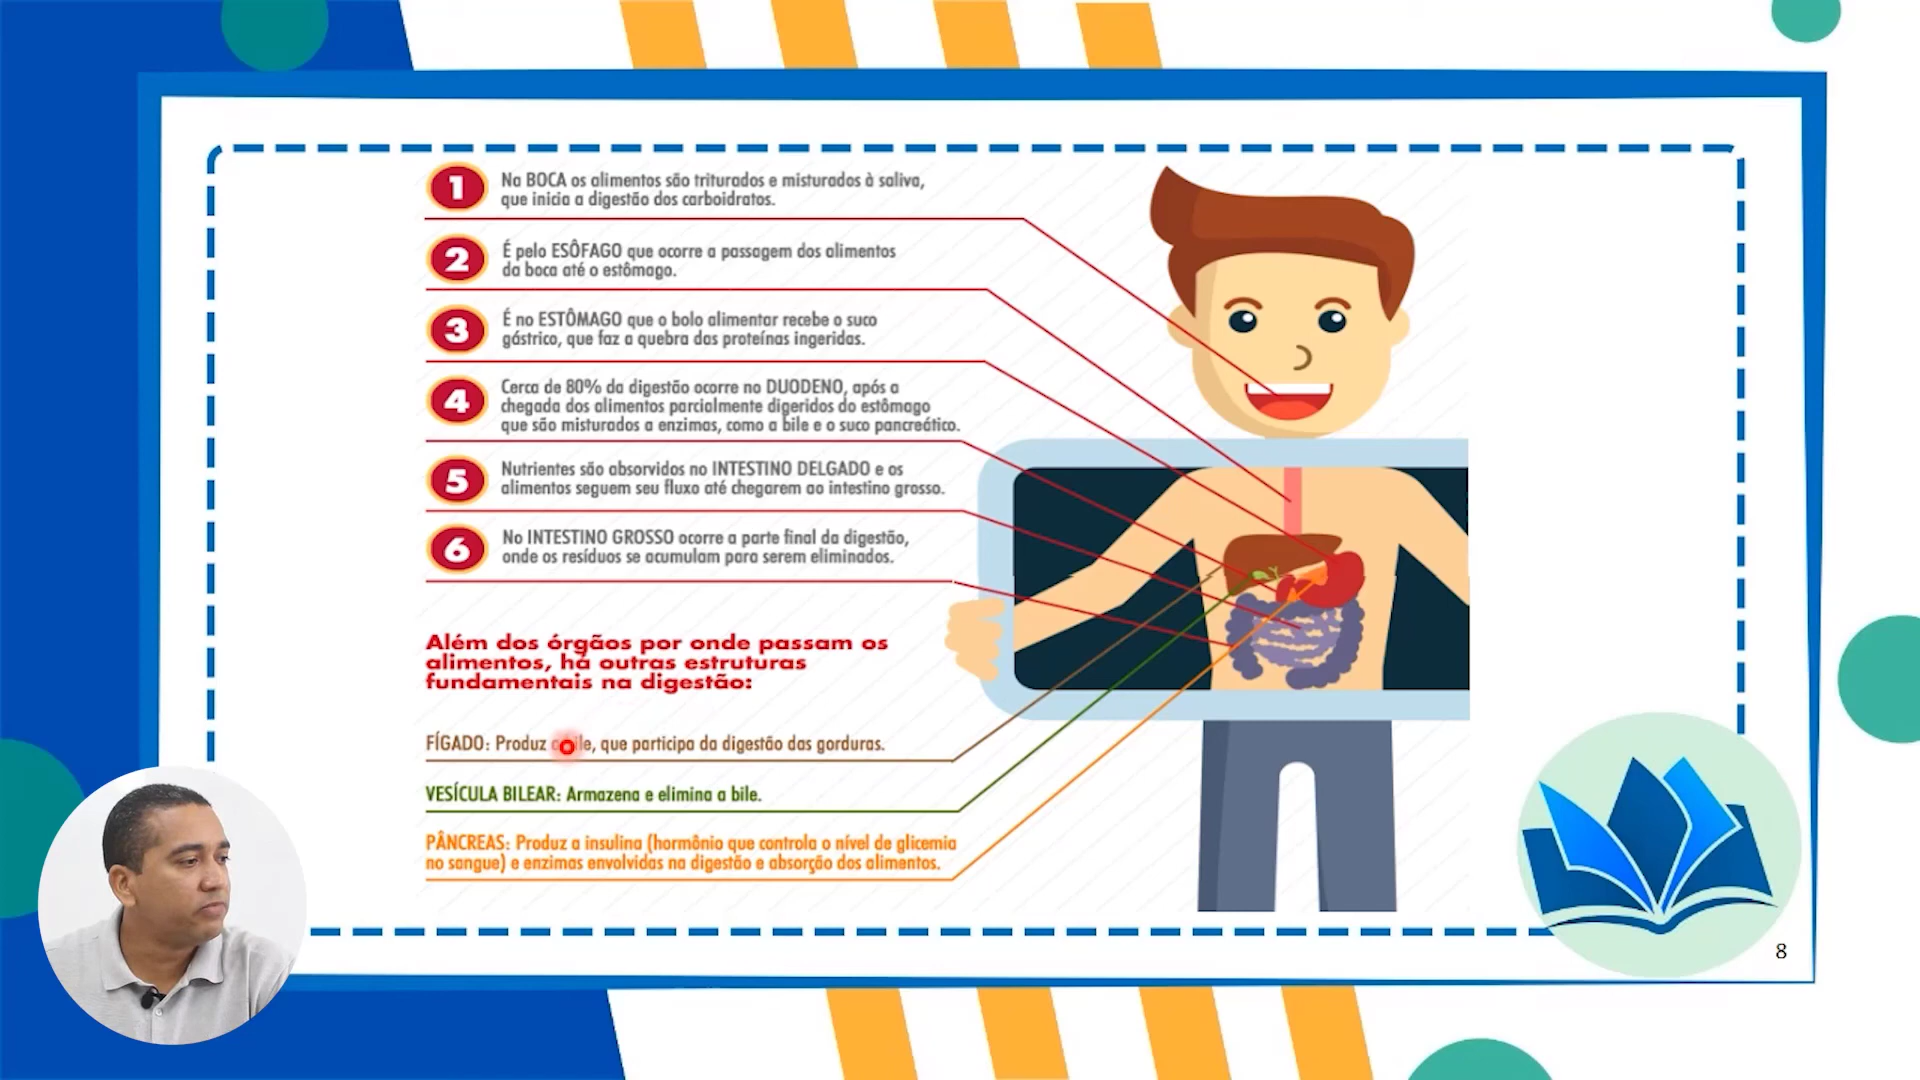 1
Na BOCA os alimentos são triturados e misturados à saliva,
que inicia a digestão dos carboidratos.
2
É pelo ESÔFAGO que ocorre a passagem dos alimentos
da boca até o estômago.
3
É no ESTÔMAGO que o bolo alimentar recebe o suco
gástrico, que faz a quebra das proteínas ingeridas.
4
Cerca de 80% da digestão ocorre no DUODENO, após a
chegada dos alimentos parcialmente digeridos do estômago
que são misturados a enzimas, como a bile e o suco pancreático.
5
Nutrientes são absorvidos no INTESTINO DELGADO e os
alimentos seguem seu fluxo até chegarem ao intestino grosso.
6
No INTESTINO GROSSO ocorre a parte final da digestão,
onde os resíduos se acumulam para serem eliminados.
Além dos órgãos por onde passam os
alimentos, há outras estruturas
fundamentais na digestão:
FÍGADO: Produz a bile, que participa da digestão das gorduras.
VESÍCULA BILEAR: Armazena e elimina a bile.
PÂNCREAS: Produz a insulina (hormônio que controla o nível de glicemia
no sangue) e enzimas envolvidas na digestão e absorção dos alimentos.
8